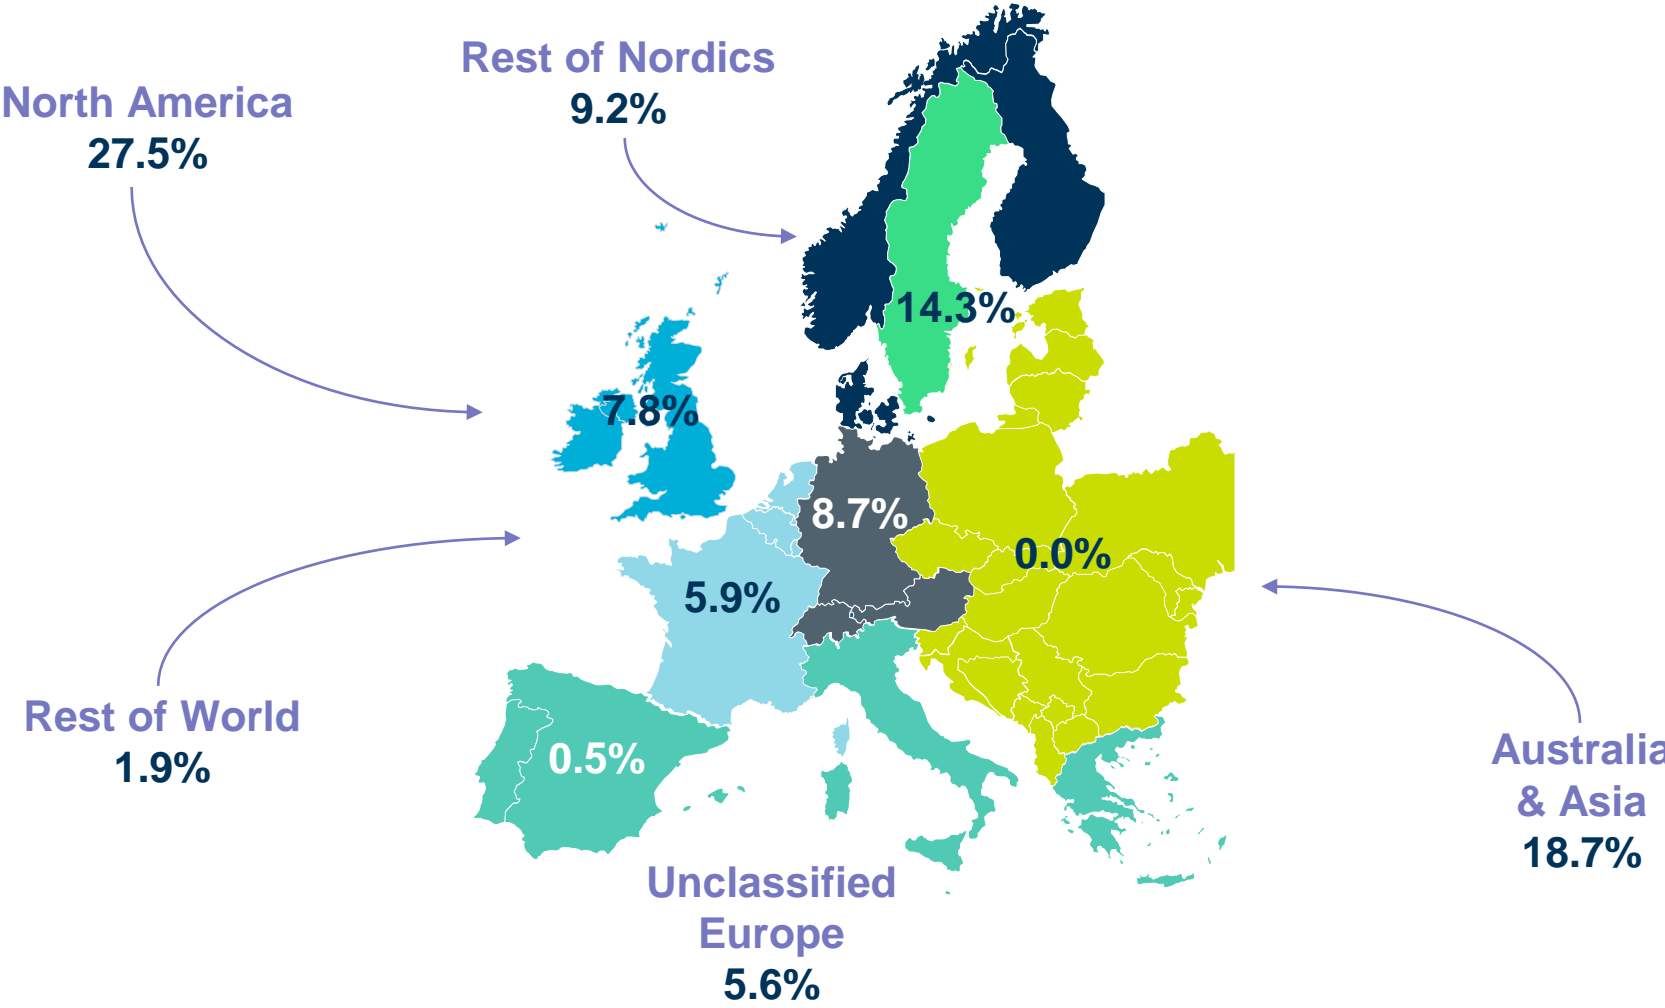 Rest of Nordics
9.2%
North America
27.5%
14.3%
7.8%
8.7%
0.0%
5.9%
Rest of World
1.9%
0.5%
Australia
& Asia
18.7%
Unclassified
Europe
5.6%